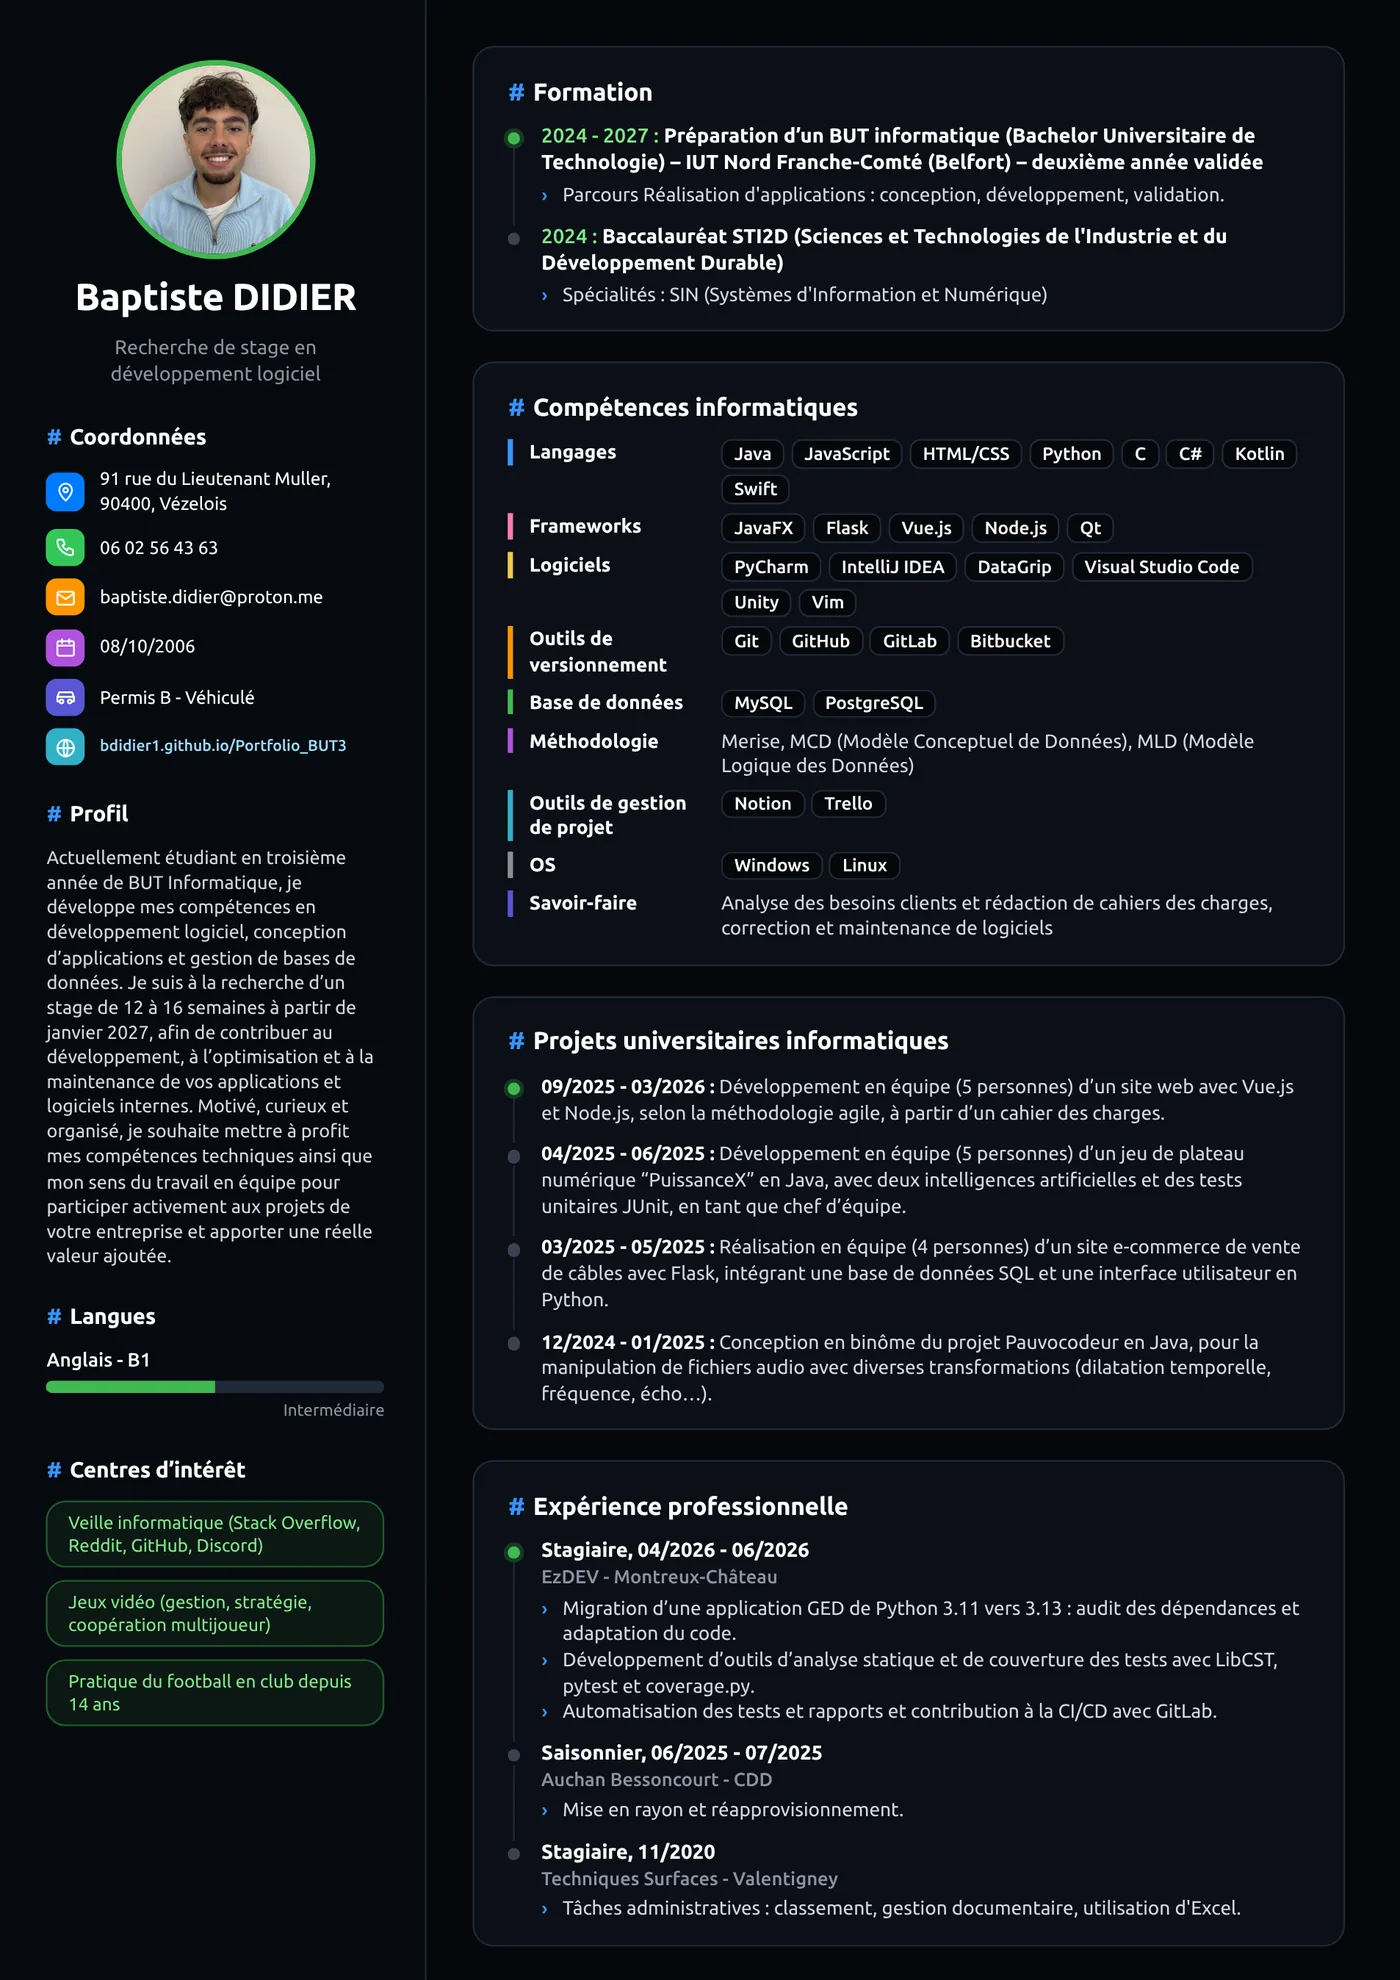 Baptiste DIDIER
Recherche de stage en
développement logiciel
# Coordonnées
91 rue du Lieutenant Muller,
90400, Vézelois
06 02 56 43 63
baptiste.didier@proton.me
08/10/2006
Permis B - Véhiculé
bdidier1.github.io/Portfolio_BUT3
# Profil
Actuellement étudiant en troisième
année de BUT Informatique, je
développe mes compétences en
développement logiciel, conception
d’applications et gestion de bases de
données. Je suis à la recherche d’un
stage de 12 à 16 semaines à partir de
janvier 2027, afin de contribuer au
développement, à l’optimisation et à la
maintenance de vos applications et
logiciels internes. Motivé, curieux et
organisé, je souhaite mettre à profit
mes compétences techniques ainsi que
mon sens du travail en équipe pour
participer activement aux projets de
votre entreprise et apporter une réelle
valeur ajoutée.
# Langues
Anglais - B1
Intermédiaire
# Centres d’intérêt
Veille informatique (Stack Overflow,
Reddit, GitHub, Discord)
Jeux vidéo (gestion, stratégie,
coopération multijoueur)
Pratique du football en club depuis
14 ans
# Formation
2024 - 2027 : Préparation d’un BUT informatique (Bachelor Universitaire de
Technologie) – IUT Nord Franche-Comté (Belfort) – deuxième année validée
› Parcours Réalisation d'applications : conception, développement, validation.
2024 : Baccalauréat STI2D (Sciences et Technologies de l'Industrie et du
Développement Durable)
› Spécialités : SIN (Systèmes d'Information et Numérique)
# Compétences informatiques
Langages Java JavaScript HTML/CSS Python C C# Kotlin
Swift
Frameworks JavaFX Flask Vue.js Node.js Qt
Logiciels PyCharm IntelliJ IDEA DataGrip Visual Studio Code
Unity Vim
Outils de Git GitHub GitLab Bitbucket
versionnement
Base de données MySQL PostgreSQL
Méthodologie Merise, MCD (Modèle Conceptuel de Données), MLD (Modèle
Logique des Données)
Outils de gestion Notion Trello
de projet
OS Windows Linux
Savoir-faire Analyse des besoins clients et rédaction de cahiers des charges,
correction et maintenance de logiciels
# Projets universitaires informatiques
09/2025 - 03/2026 : Développement en équipe (5 personnes) d’un site web avec Vue.js
et Node.js, selon la méthodologie agile, à partir d’un cahier des charges.
04/2025 - 06/2025 : Développement en équipe (5 personnes) d’un jeu de plateau
numérique “PuissanceX” en Java, avec deux intelligences artificielles et des tests
unitaires JUnit, en tant que chef d’équipe.
03/2025 - 05/2025 : Réalisation en équipe (4 personnes) d’un site e-commerce de vente
de câbles avec Flask, intégrant une base de données SQL et une interface utilisateur en
Python.
12/2024 - 01/2025 : Conception en binôme du projet Pauvocodeur en Java, pour la
manipulation de fichiers audio avec diverses transformations (dilatation temporelle,
fréquence, écho…).
# Expérience professionnelle
Stagiaire, 04/2026 - 06/2026
EzDEV - Montreux-Château
› Migration d’une application GED de Python 3.11 vers 3.13 : audit des dépendances et
adaptation du code.
› Développement d’outils d’analyse statique et de couverture des tests avec LibCST,
pytest et coverage.py.
› Automatisation des tests et rapports et contribution à la CI/CD avec GitLab.
Saisonnier, 06/2025 - 07/2025
Auchan Bessoncourt - CDD
› Mise en rayon et réapprovisionnement.
Stagiaire, 11/2020
Techniques Surfaces - Valentigney
› Tâches administratives : classement, gestion documentaire, utilisation d'Excel.